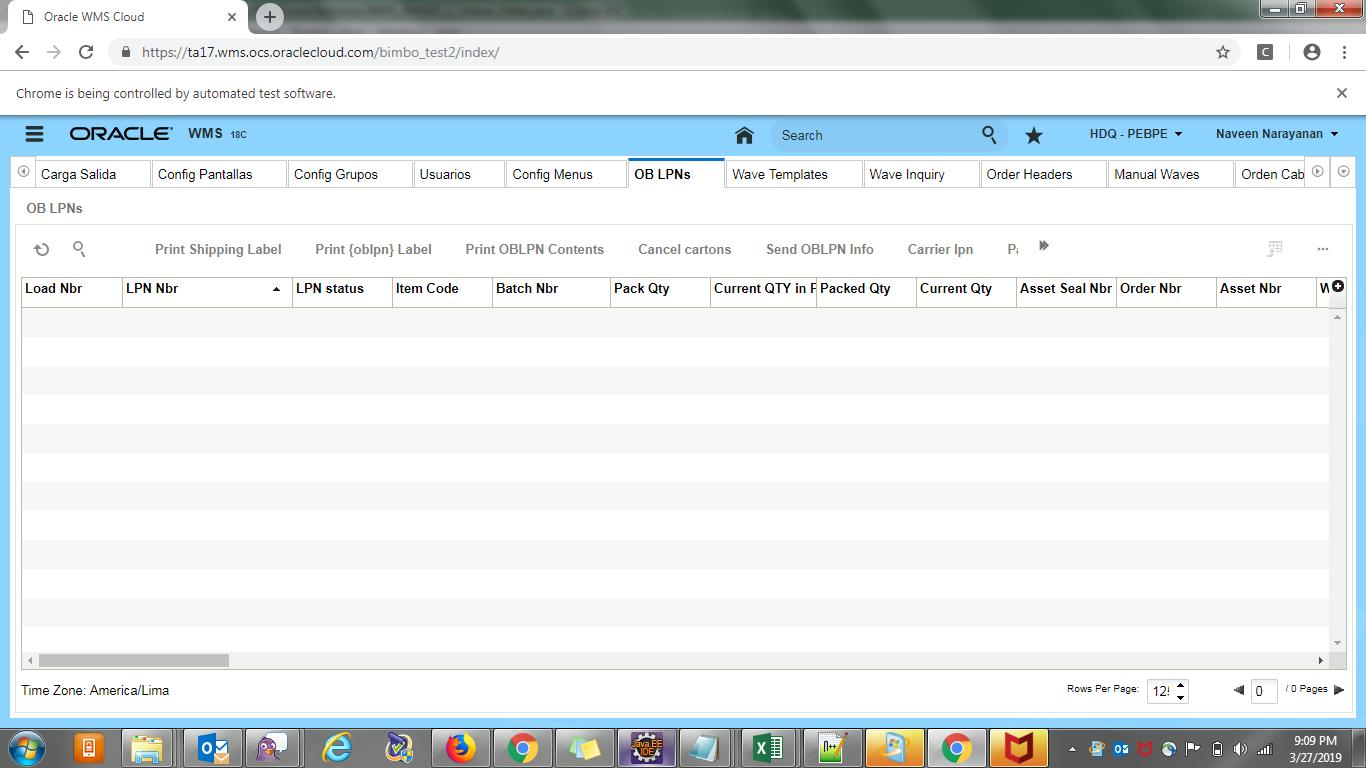 Oracle WMS Cloud
https://ta17.wms.ocs.oraclecloud.com/bimbo_test2/index/
C
Chrome is being controlled by automated test software.
ORACLE WMS 18C Search HDQ - PEBPE Naveen Narayanan
Carga Salida Config Pantallas Config Grupos Usuarios Config Menus OB LPNs Wave Templates Wave Inquiry Order Headers Manual Waves Orden Cab
OB LPNs
Print Shipping Label Print {oblpn} Label Print OBLPN Contents Cancel cartons Send OBLPN Info Carrier lpn
Load Nbr LPN Nbr LPN status Item Code Batch Nbr Pack Qty Current QTY in P Packed Qty Current Qty Asset Seal Nbr Order Nbr Asset Nbr W
Time Zone: America/Lima Rows Per Page: 125 0 / 0 Pages
Java EE
IDE
N++
9:09 PM
3/27/2019